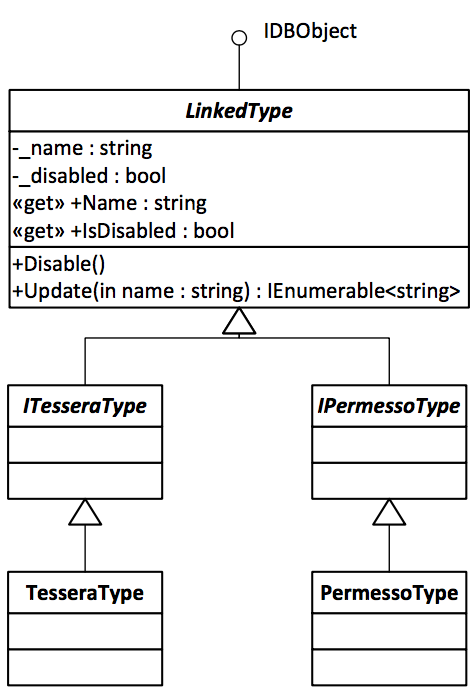 IDBObject
LinkedType
-_name : string
-_disabled : bool
«get» +Name : string
«get» +IsDisabled : bool
+Disable()
+Update(in name : string) : IEnumerable<string>
ITesseraType
IPermessoType
TesseraType
PermessoType